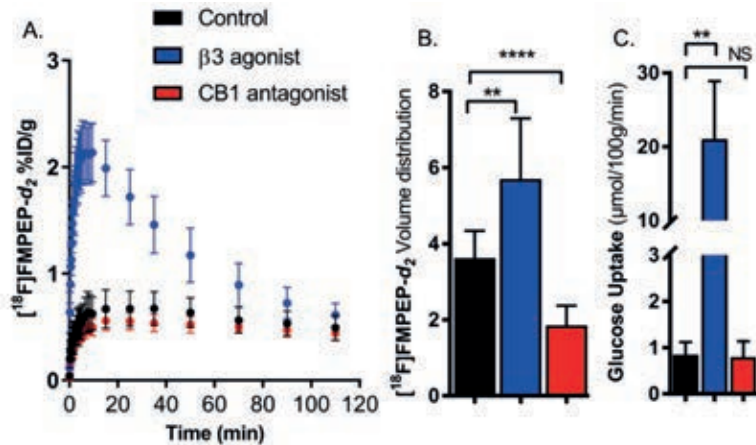 A.
Control
β3 agonist
CB1 antagonist
[¹⁸F]FMPEP-d₂ %ID/g
3
2
1
0
0 20 40 60 80 100 120
Time (min)
B.
[¹⁸F]FMPEP-d₂ Volume distribution
8
6
4
2
0
****
**
C.
Glucose Uptake (µmol/100g/min)
30
20
10
3
2
1
0
**
NS